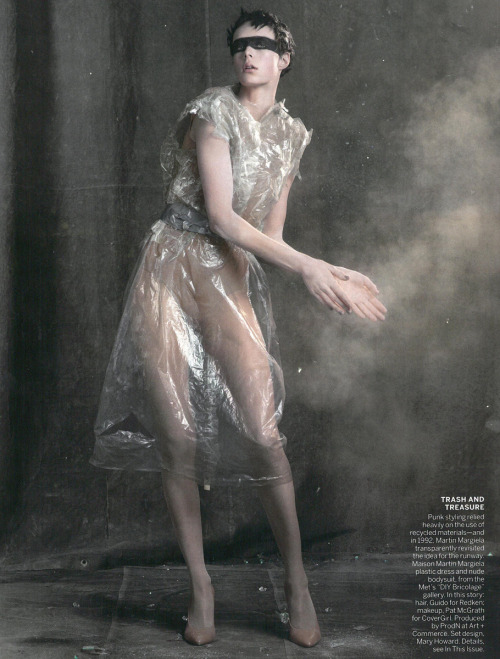 TRASH AND
TREASURE
Punk styling relied
heavily on the use of
recycled materials—and
in 1992, Martin Margiela
transparently revisited
the idea for the runway.
Maison Martin Margiela
plastic dress and nude
bodysuit, from the
Met's "DIY Bricolage"
gallery. In this story:
hair, Guido for Redken;
makeup, Pat McGrath
for CoverGirl. Produced
by ProdN at Art +
Commerce. Set design,
Mary Howard. Details,
see In This Issue.